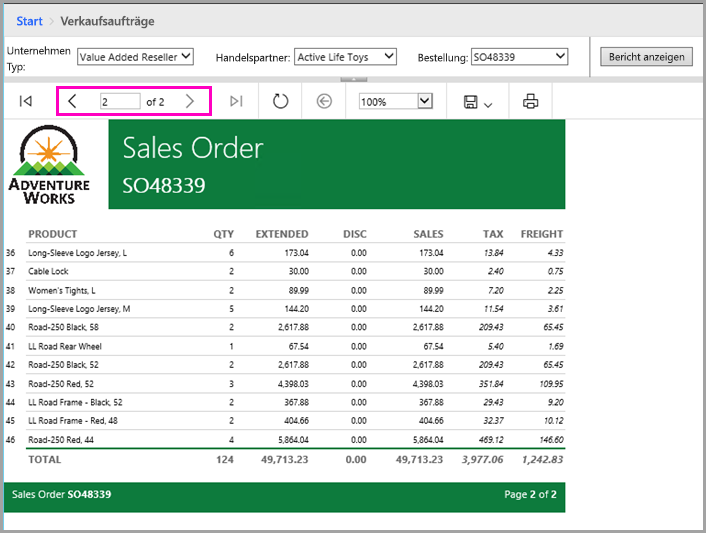 Start > Verkaufsaufträge
Unternehmen Typ: Value Added Reseller Handelspartner: Active Life Toys Bestellung: SO48339 Bericht anzeigen
2 of 2 100%
ADVENTURE WORKS
Sales Order
SO48339
PRODUCT QTY EXTENDED DISC SALES TAX FREIGHT
36 Long-Sleeve Logo Jersey, L 6 173.04 0.00 173.04 13.84 4.33
37 Cable Lock 2 30.00 0.00 30.00 2.40 0.75
38 Women's Tights, L 2 89.99 0.00 89.99 7.20 2.25
39 Long-Sleeve Logo Jersey, M 5 144.20 0.00 144.20 11.54 3.61
40 Road-250 Black, 58 2 2,617.88 0.00 2,617.88 209.43 65.45
41 LL Road Rear Wheel 1 67.54 0.00 67.54 5.40 1.69
42 Road-250 Black, 52 2 2,617.88 0.00 2,617.88 209.43 65.45
43 Road-250 Red, 52 3 4,398.03 0.00 4,398.03 351.84 109.95
44 LL Road Frame - Black, 52 2 367.88 0.00 367.88 29.43 9.20
45 LL Road Frame - Red, 48 2 404.66 0.00 404.66 32.37 10.12
46 Road-250 Red, 44 4 5,864.04 0.00 5,864.04 469.12 146.60
TOTAL 124 49,713.23 0.00 49,713.23 3,977.06 1,242.83
Sales Order SO48339 Page 2 of 2